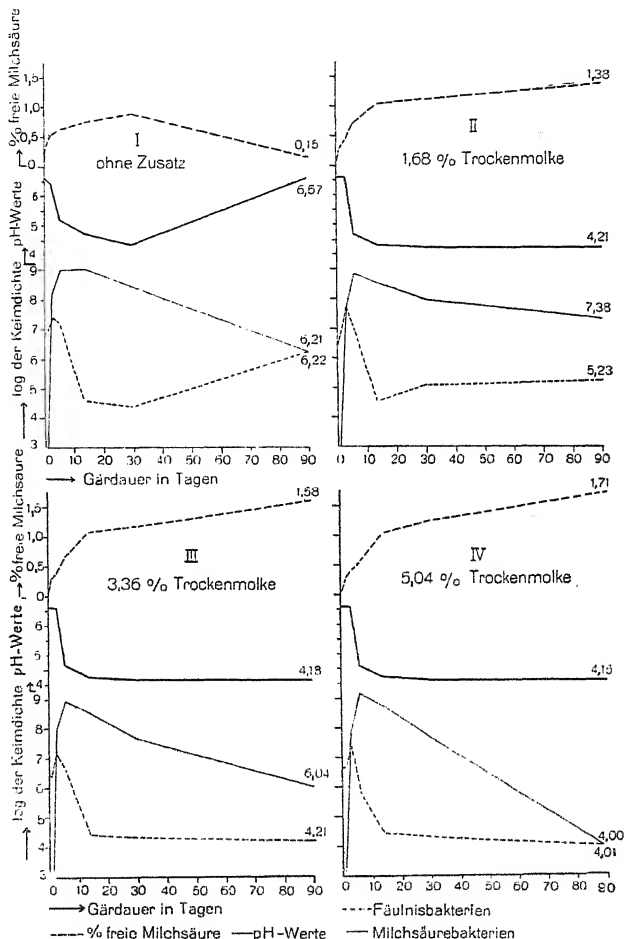 % freie Milchsäure
pH-Werte
log der Keimdichte
1,5
1,0
0,5
0
I
ohne Zusatz
0,15
6
5
4
6,57
9
8
7
6
5
4
3
6,21
6,22
0 10 20 30 40 50 60 70 80 90
Gärdauer in Tagen
II
1,68 % Trockenmolke
1,38
4,21
7,38
5,23
0 10 20 30 40 50 60 70 80 90
% freie Milchsäure
pH-Werte
log der Keimdichte
1,5
1,0
0,5
0
III
3,36 % Trockenmolke
1,58
6
5
4
4,18
9
8
7
6
5
4
3
6,04
4,21
0 10 20 30 40 50 60 70 80 90
Gärdauer in Tagen
IV
5,04 % Trockenmolke
1,71
4,15
4,00
4,01
0 10 20 30 40 50 60 70 80 90
Fäulnisbakterien
% freie Milchsäure pH-Werte Milchsäurebakterien